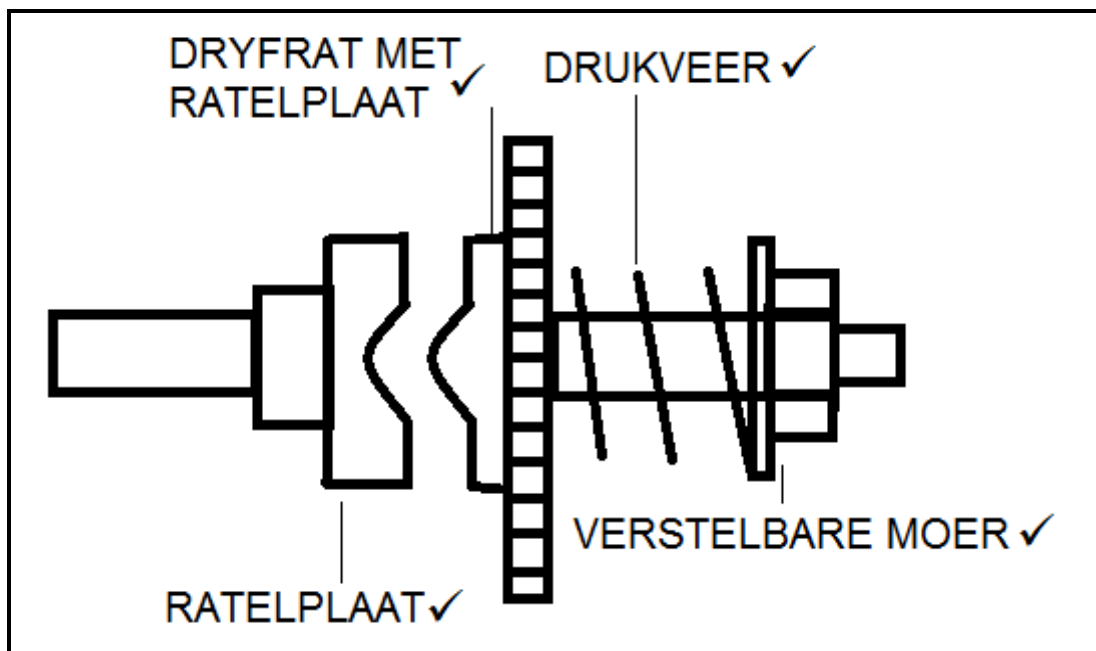 DRYFRAT MET
RATELPLAAT ✓
DRUKVEER ✓
VERSTELBARE MOER ✓
RATELPLAAT ✓